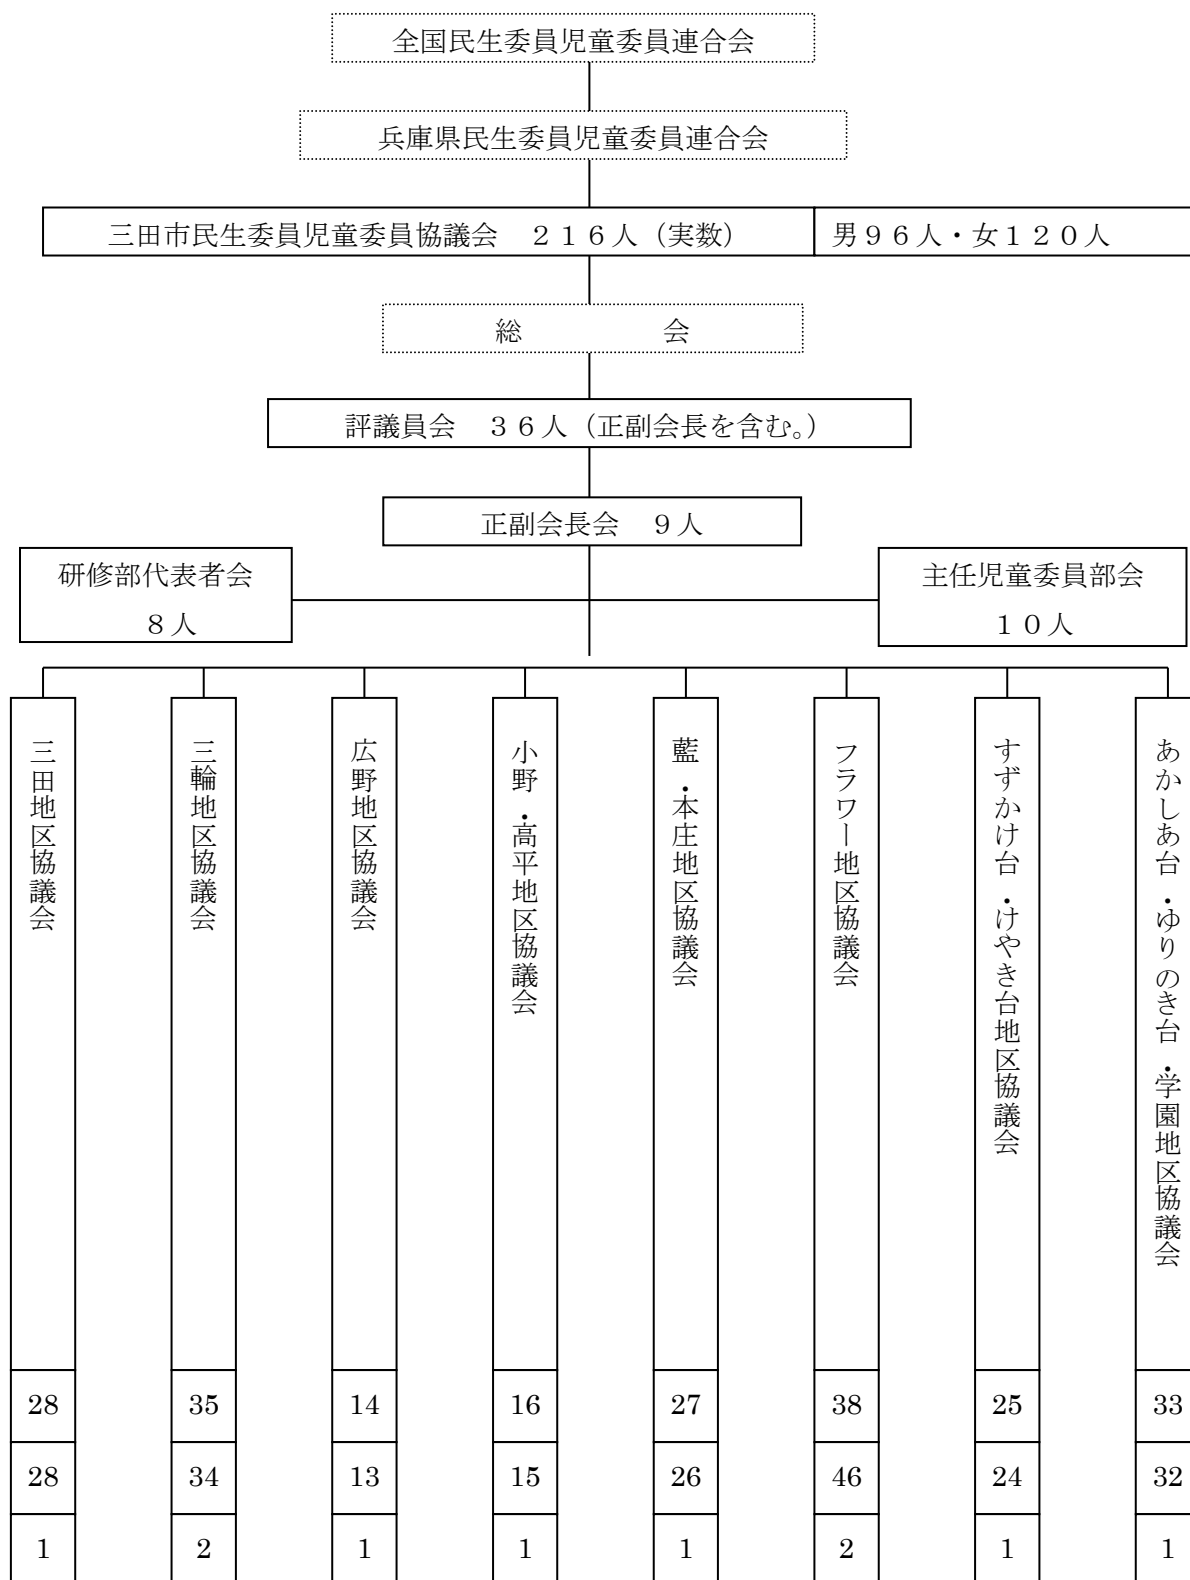 全国民生委員児童委員連合会
兵庫県民生委員児童委員連合会
三田市民生委員児童委員協議会　２１６人（実数）
男９６人・女１２０人
総　　　　　会
評議員会　３６人（正副会長を含む。）
正副会長会　９人
研修部代表者会
８人
主任児童委員部会
１０人
三田地区協議会
三輪地区協議会
広野地区協議会
小野・高平地区協議会
藍・本庄地区協議会
フラワー地区協議会
すずかけ台・けやき台地区協議会
あかしあ台・ゆりのき台・学園地区協議会
28 35 14 16 27 38 25 33
28 34 13 15 26 46 24 32
1 2 1 1 1 2 1 1